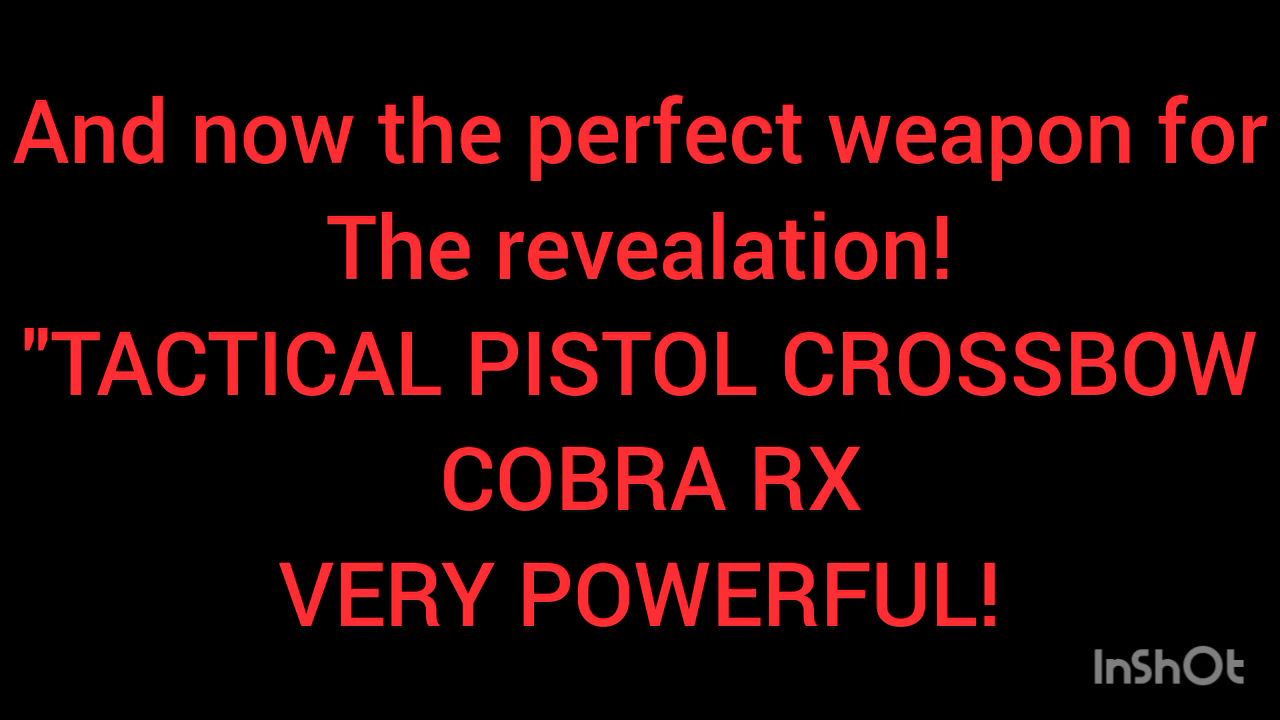 And now the perfect weapon for
The revealation!
"TACTICAL PISTOL CROSSBOW
COBRA RX
VERY POWERFUL!
InShOt